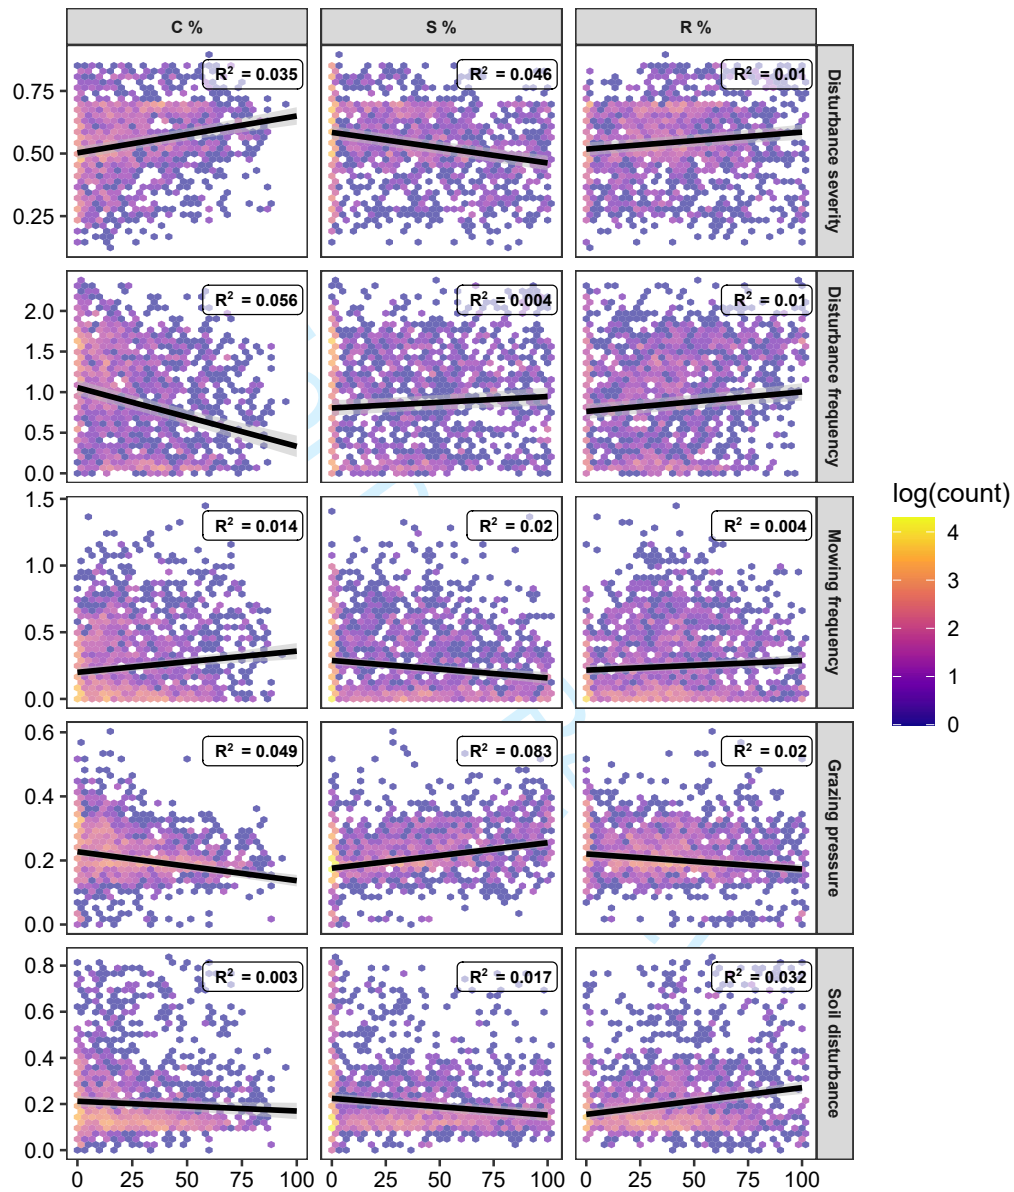 C %
S %
R %
0.75
0.50
0.25
R² = 0.035
R² = 0.046
R² = 0.01
Disturbance severity
2.0
1.5
1.0
0.5
0.0
R² = 0.056
R² = 0.004
R² = 0.01
Disturbance frequency
1.5
1.0
0.5
0.0
R² = 0.014
R² = 0.02
R² = 0.004
Mowing frequency
0.6
0.4
0.2
0.0
R² = 0.049
R² = 0.083
R² = 0.02
Grazing pressure
0.8
0.6
0.4
0.2
0.0
R² = 0.003
R² = 0.017
R² = 0.032
Soil disturbance
0 25 50 75 100
0 25 50 75 100
0 25 50 75 100
log(count)
4
3
2
1
0